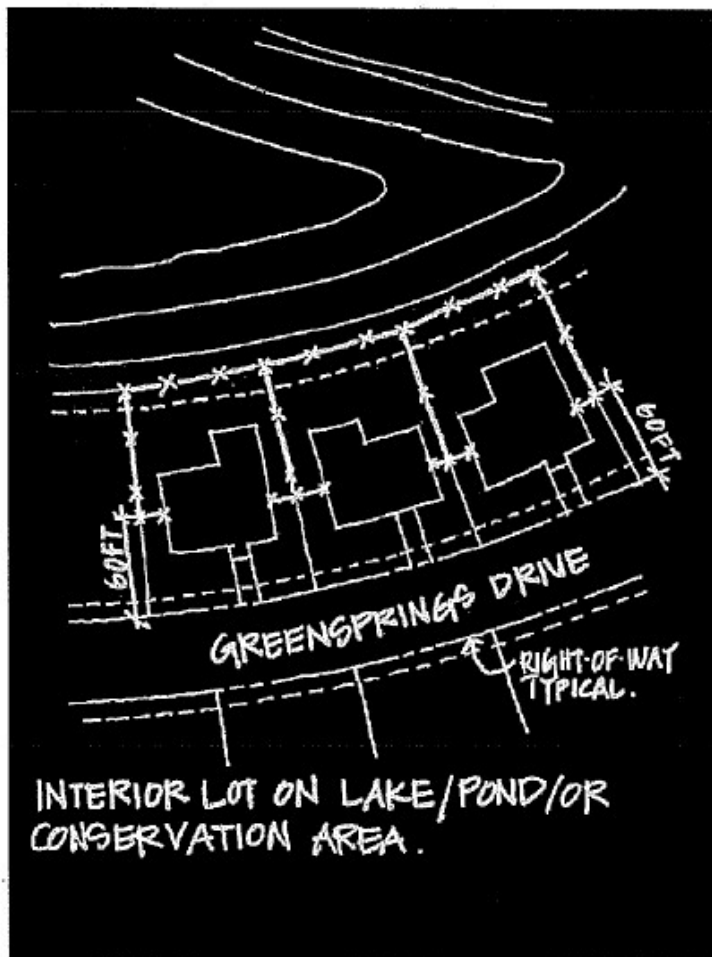 60FT
60FT
GREENSPRINGS DRIVE
RIGHT-OF-WAY
TYPICAL.
INTERIOR LOT ON LAKE/POND/OR
CONSERVATION AREA.